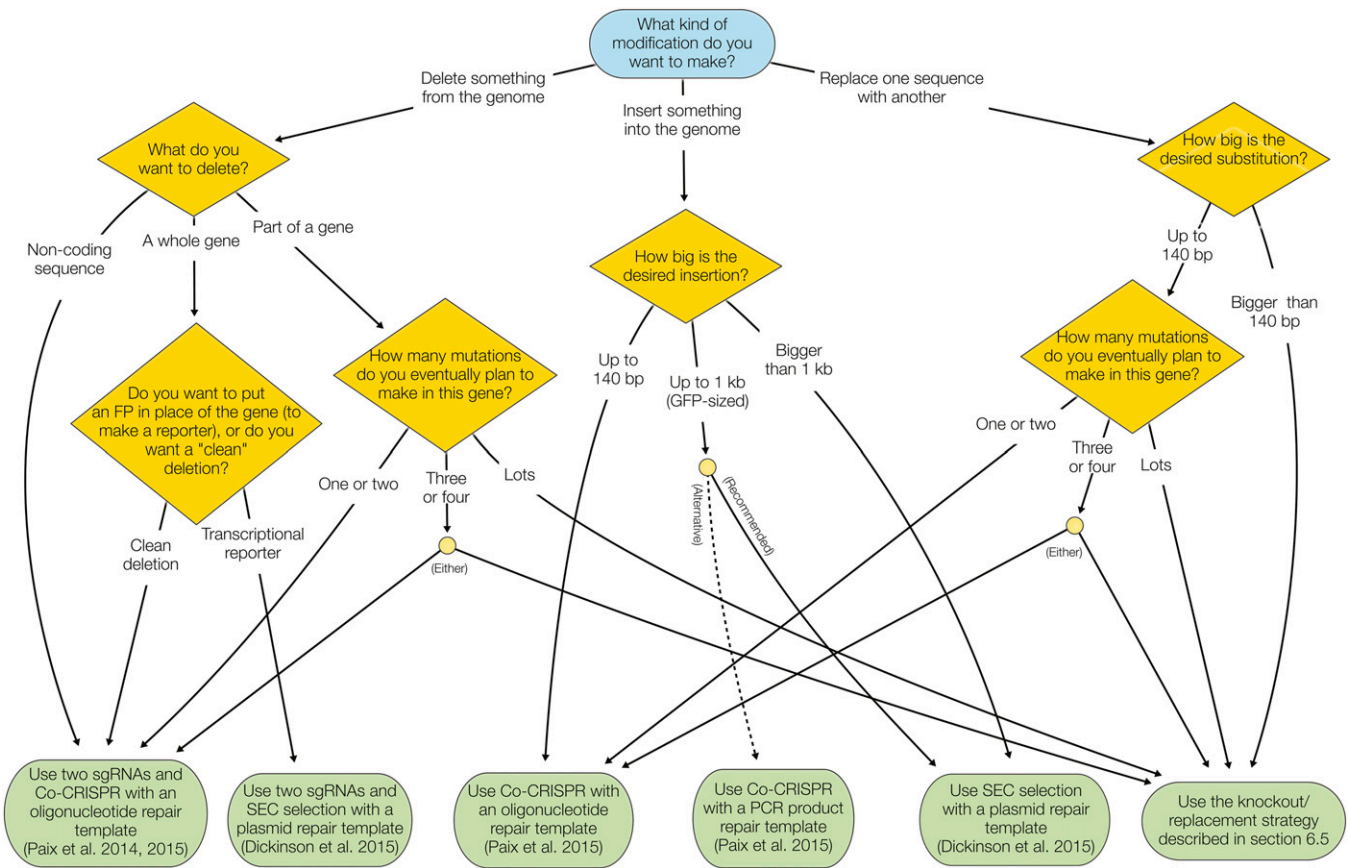 What kind of
modification do you
want to make?
Delete something
from the genome
Insert something
into the genome
Replace one sequence
with another
What do you
want to delete?
How big is the
desired substitution?
Non-coding
sequence
A whole gene
Part of a gene
How big is the
desired insertion?
Up to
140 bp
Bigger than
140 bp
Do you want to put
an FP in place of the gene (to
make a reporter), or do you
want a "clean"
deletion?
How many mutations
do you eventually plan to
make in this gene?
Up to
140 bp
Up to 1 kb
(GFP-sized)
Bigger
than 1 kb
How many mutations
do you eventually plan to
make in this gene?
Clean
deletion
Transcriptional
reporter
One or two
Three
or four
Lots
(Either)
(Alternative)
(Recommended)
One or two
Three
or four
Lots
(Either)
Use two sgRNAs and
Co-CRISPR with an
oligonucleotide repair
template
(Paix et al. 2014, 2015)
Use two sgRNAs and
SEC selection with a
plasmid repair template
(Dickinson et al. 2015)
Use Co-CRISPR with
an oligonucleotide
repair template
(Paix et al. 2015)
Use Co-CRISPR
with a PCR product
repair template
(Paix et al. 2015)
Use SEC selection
with a plasmid repair
template
(Dickinson et al. 2015)
Use the knockout/
replacement strategy
described in section 6.5